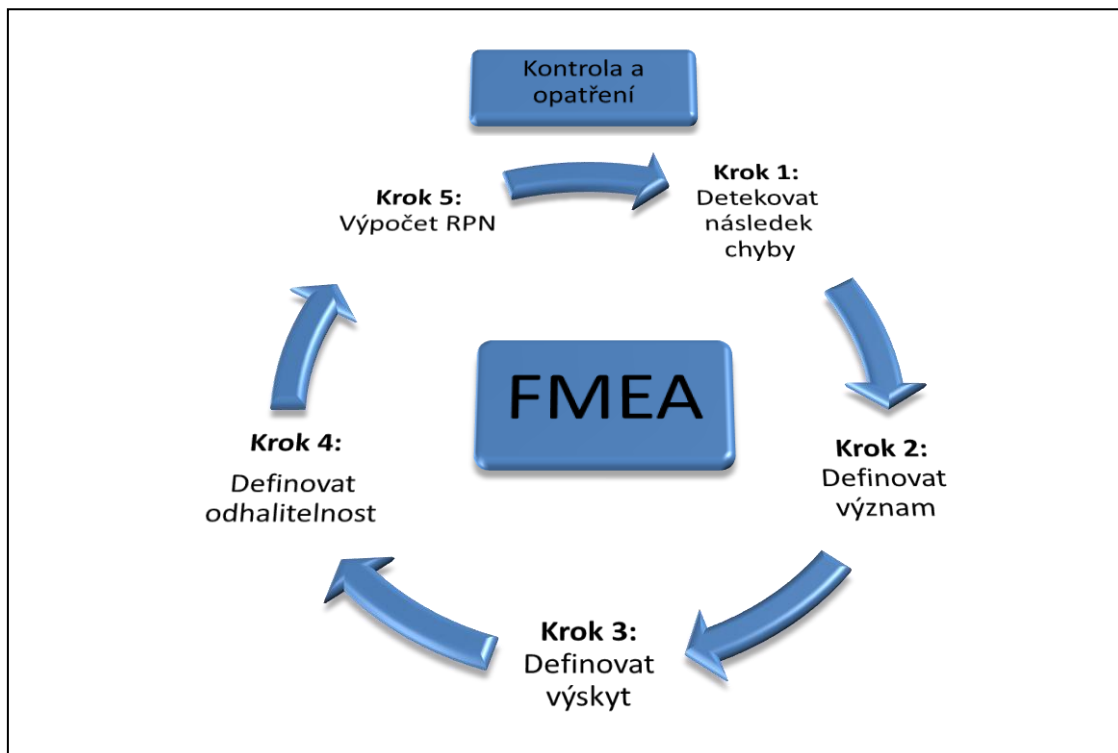 Kontrola a
opatření
Krok 1:
Detekovat
následek
chyby
Krok 2:
Definovat
význam
Krok 3:
Definovat
výskyt
Krok 4:
Definovat
odhalitelnost
Krok 5:
Výpočet RPN
FMEA